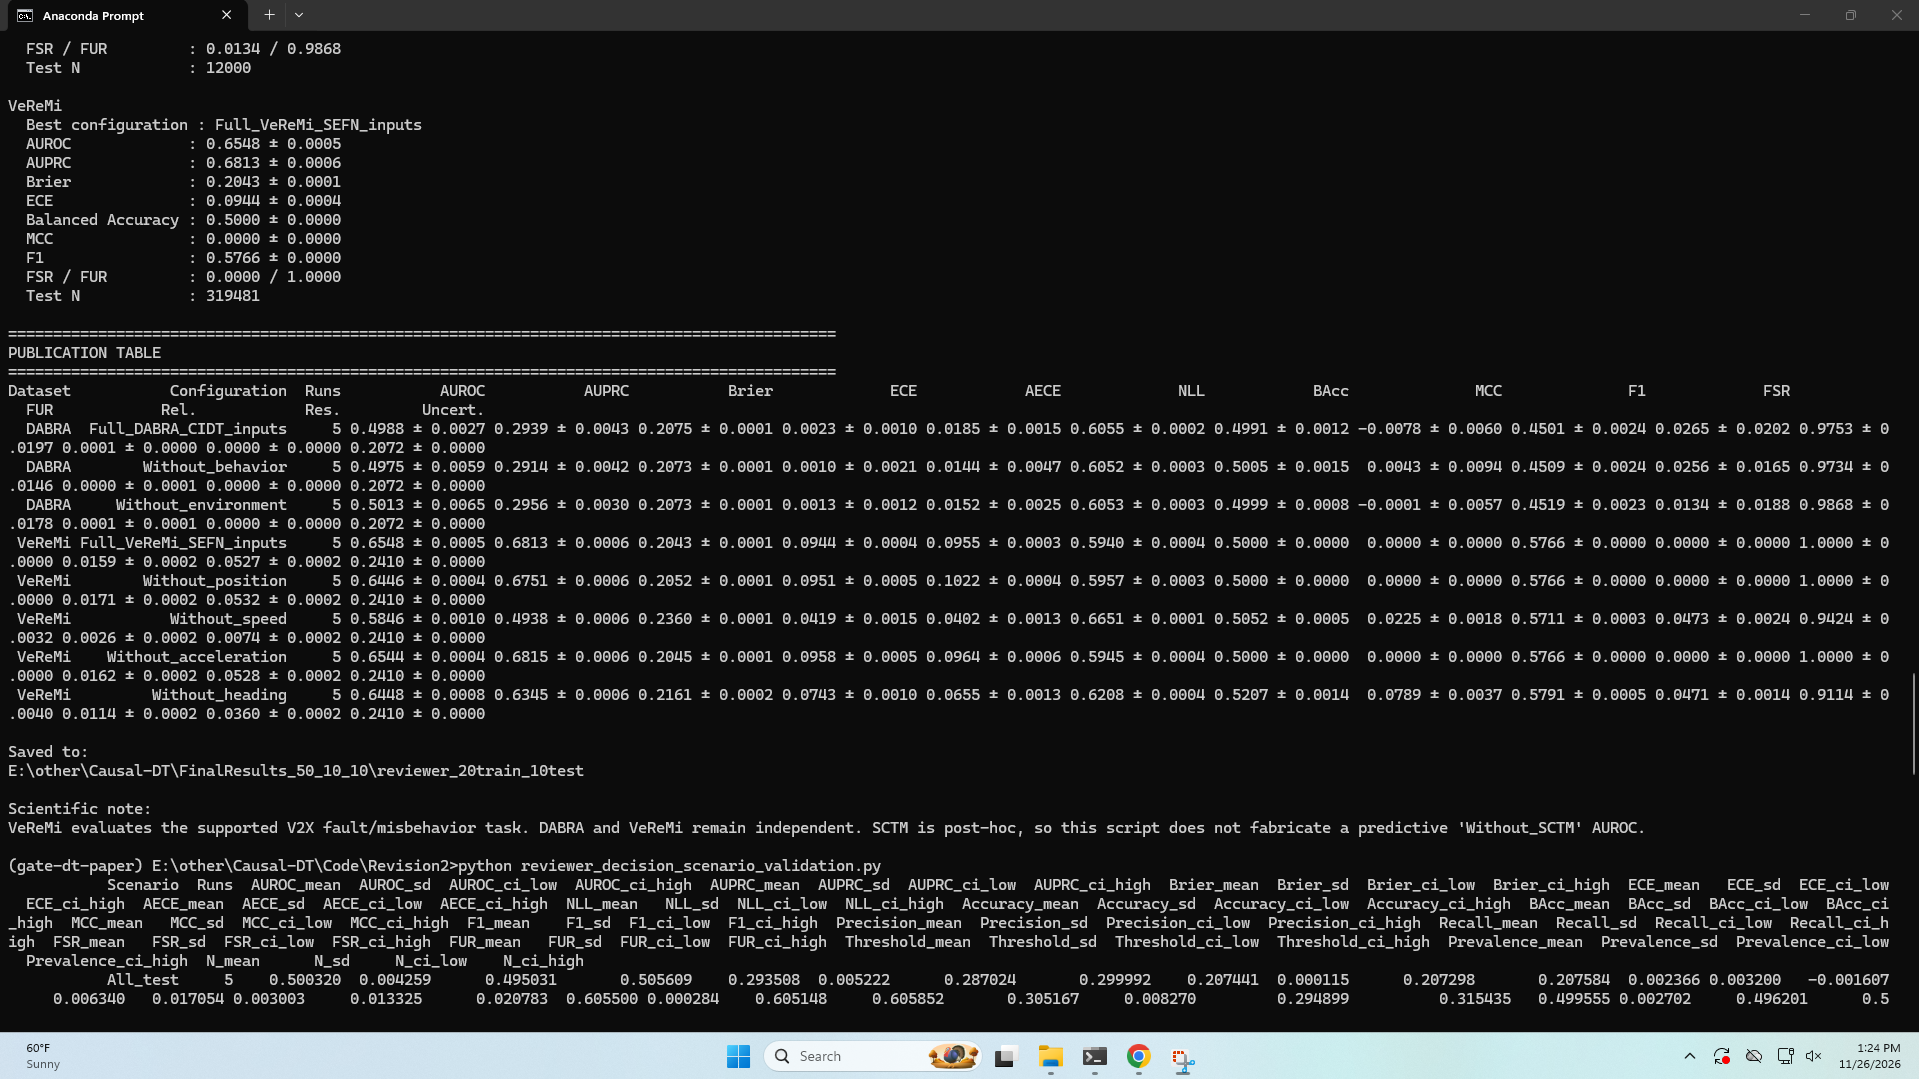 Anaconda Prompt
FSR / FUR : 0.0134 / 0.9868
Test N : 12000
VeReMi
Best configuration : Full_VeReMi_SEFN_inputs
AUROC : 0.6548 ± 0.0005
AUPRC : 0.6813 ± 0.0006
Brier : 0.2043 ± 0.0001
ECE : 0.0944 ± 0.0004
Balanced Accuracy : 0.5000 ± 0.0000
MCC : 0.0000 ± 0.0000
F1 : 0.5766 ± 0.0000
FSR / FUR : 0.0000 / 1.0000
Test N : 319481
============================================================================================
PUBLICATION TABLE
============================================================================================
Dataset Configuration Runs AUROC AUPRC Brier ECE AECE NLL BAcc MCC F1 FSR
FUR Rel. Res. Uncert.
DABRA Full_DABRA_CIDT_inputs 5 0.4988 ± 0.0027 0.2939 ± 0.0043 0.2075 ± 0.0001 0.0023 ± 0.0010 0.0185 ± 0.0015 0.6055 ± 0.0002 0.4991 ± 0.0012 -0.0078 ± 0.0060 0.4501 ± 0.0024 0.0265 ± 0.0202 0.9753 ± 0
.0197 0.0001 ± 0.0000 0.0000 ± 0.0000 0.2072 ± 0.0000
DABRA Without_behavior 5 0.4975 ± 0.0059 0.2914 ± 0.0042 0.2073 ± 0.0001 0.0010 ± 0.0021 0.0144 ± 0.0047 0.6052 ± 0.0003 0.5005 ± 0.0015 0.0043 ± 0.0094 0.4509 ± 0.0024 0.0256 ± 0.0165 0.9734 ± 0
.0146 0.0000 ± 0.0001 0.0000 ± 0.0000 0.2072 ± 0.0000
DABRA Without_environment 5 0.5013 ± 0.0065 0.2956 ± 0.0030 0.2073 ± 0.0001 0.0013 ± 0.0012 0.0152 ± 0.0025 0.6053 ± 0.0003 0.4999 ± 0.0008 -0.0001 ± 0.0057 0.4519 ± 0.0023 0.0134 ± 0.0188 0.9868 ± 0
.0178 0.0001 ± 0.0001 0.0000 ± 0.0000 0.2072 ± 0.0000
VeReMi Full_VeReMi_SEFN_inputs 5 0.6548 ± 0.0005 0.6813 ± 0.0006 0.2043 ± 0.0001 0.0944 ± 0.0004 0.0955 ± 0.0003 0.5940 ± 0.0004 0.5000 ± 0.0000 0.0000 ± 0.0000 0.5766 ± 0.0000 0.0000 ± 0.0000 1.0000 ± 0
.0000 0.0159 ± 0.0002 0.0527 ± 0.0002 0.2410 ± 0.0000
VeReMi Without_position 5 0.6446 ± 0.0004 0.6751 ± 0.0006 0.2052 ± 0.0001 0.0951 ± 0.0005 0.1022 ± 0.0004 0.5957 ± 0.0003 0.5000 ± 0.0000 0.0000 ± 0.0000 0.5766 ± 0.0000 0.0000 ± 0.0000 1.0000 ± 0
.0000 0.0171 ± 0.0002 0.0532 ± 0.0002 0.2410 ± 0.0000
VeReMi Without_speed 5 0.5846 ± 0.0010 0.4938 ± 0.0006 0.2360 ± 0.0001 0.0419 ± 0.0015 0.0402 ± 0.0013 0.6651 ± 0.0001 0.5052 ± 0.0005 0.0225 ± 0.0018 0.5711 ± 0.0003 0.0473 ± 0.0024 0.9424 ± 0
.0032 0.0026 ± 0.0002 0.0074 ± 0.0002 0.2410 ± 0.0000
VeReMi Without_acceleration 5 0.6544 ± 0.0004 0.6815 ± 0.0006 0.2045 ± 0.0001 0.0958 ± 0.0005 0.0964 ± 0.0006 0.5945 ± 0.0004 0.5000 ± 0.0000 0.0000 ± 0.0000 0.5766 ± 0.0000 0.0000 ± 0.0000 1.0000 ± 0
.0000 0.0162 ± 0.0002 0.0528 ± 0.0002 0.2410 ± 0.0000
VeReMi Without_heading 5 0.6448 ± 0.0008 0.6345 ± 0.0006 0.2161 ± 0.0002 0.0743 ± 0.0010 0.0655 ± 0.0013 0.6208 ± 0.0004 0.5207 ± 0.0014 0.0789 ± 0.0037 0.5791 ± 0.0005 0.0471 ± 0.0014 0.9114 ± 0
.0040 0.0114 ± 0.0002 0.0360 ± 0.0002 0.2410 ± 0.0000
Saved to:
E:\other\Causal-DT\FinalResults_50_10_10\reviewer_20train_10test
Scientific note:
VeReMi evaluates the supported V2X fault/misbehavior task. DABRA and VeReMi remain independent. SCTM is post-hoc, so this script does not fabricate a predictive 'Without_SCTM' AUROC.
(gate-dt-paper) E:\other\Causal-DT\Code\Revision2>python reviewer_decision_scenario_validation.py
Scenario Runs AUROC_mean AUROC_sd AUROC_ci_low AUROC_ci_high AUPRC_mean AUPRC_sd AUPRC_ci_low AUPRC_ci_high Brier_mean Brier_sd Brier_ci_low Brier_ci_high ECE_mean ECE_sd ECE_ci_low
ECE_ci_high AECE_mean AECE_sd AECE_ci_low AECE_ci_high NLL_mean NLL_sd NLL_ci_low NLL_ci_high Accuracy_mean Accuracy_sd Accuracy_ci_low Accuracy_ci_high BAcc_mean BAcc_sd BAcc_ci_low BAcc_ci
_high MCC_mean MCC_sd MCC_ci_low MCC_ci_high F1_mean F1_sd F1_ci_low F1_ci_high Precision_mean Precision_sd Precision_ci_low Precision_ci_high Recall_mean Recall_sd Recall_ci_low Recall_ci_h
igh FSR_mean FSR_sd FSR_ci_low FSR_ci_high FUR_mean FUR_sd FUR_ci_low FUR_ci_high Threshold_mean Threshold_sd Threshold_ci_low Threshold_ci_high Prevalence_mean Prevalence_sd Prevalence_ci_low
Prevalence_ci_high N_mean N_sd N_ci_low N_ci_high
All_test 5 0.500320 0.004259 0.495031 0.505609 0.293508 0.005222 0.287024 0.299992 0.207441 0.000115 0.207298 0.207584 0.002366 0.003200 -0.001607
0.006340 0.017054 0.003003 0.013325 0.020783 0.605500 0.000284 0.605148 0.605852 0.305167 0.008270 0.294899 0.315435 0.499555 0.002702 0.496201 0.5
60°F
Sunny
Search
1:24 PM
11/26/2026